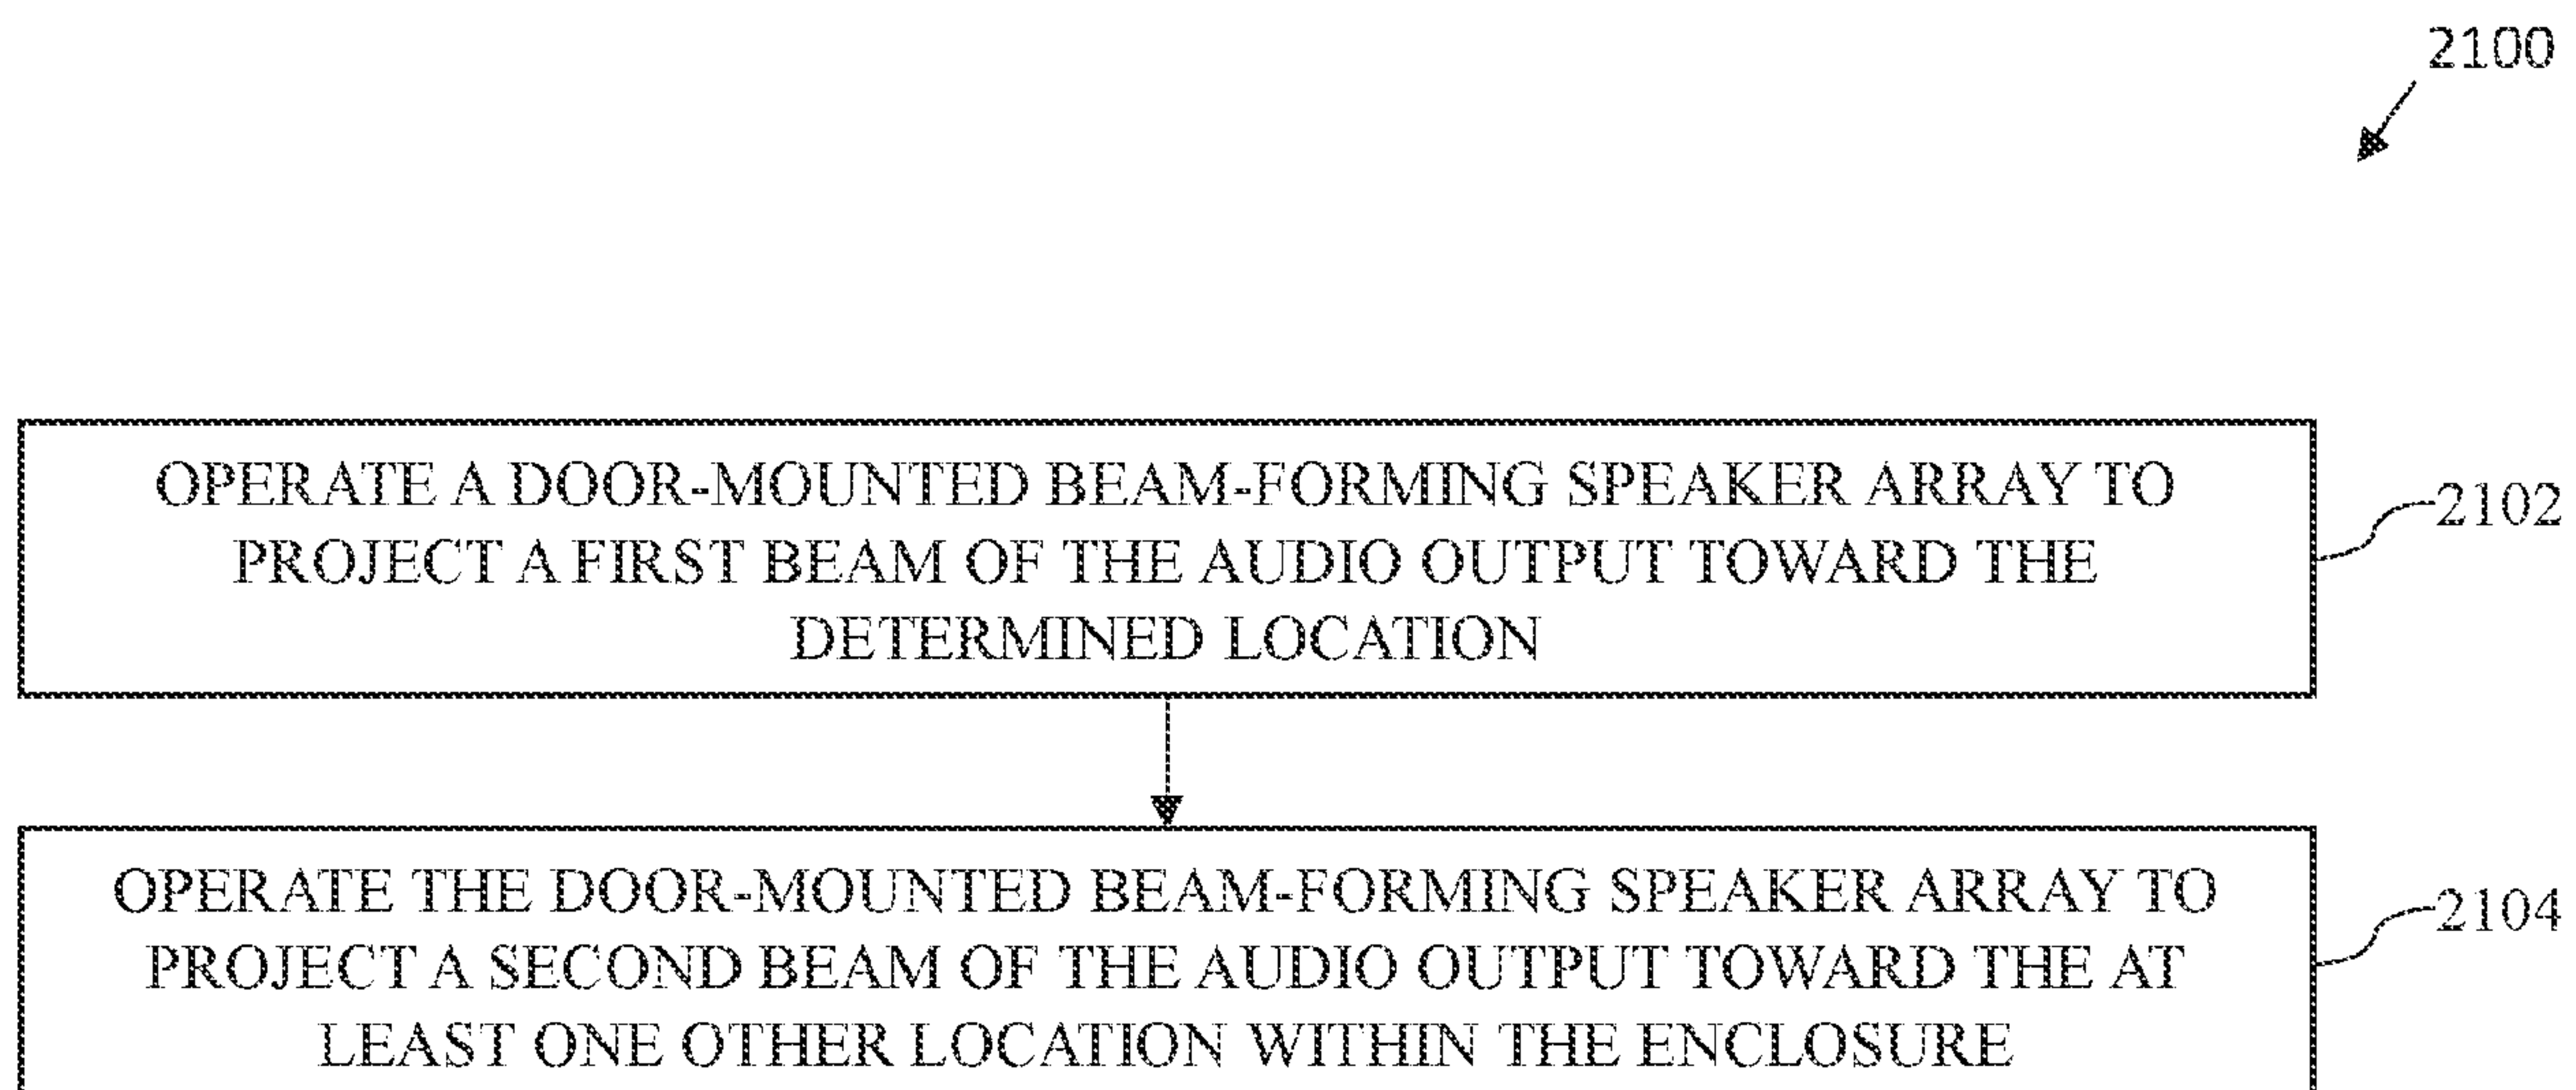 2100
OPERATE A DOOR-MOUNTED BEAM-FORMING SPEAKER ARRAY TO
PROJECT A FIRST BEAM OF THE AUDIO OUTPUT TOWARD THE
DETERMINED LOCATION
2102
OPERATE THE DOOR-MOUNTED BEAM-FORMING SPEAKER ARRAY TO
PROJECT A SECOND BEAM OF THE AUDIO OUTPUT TOWARD THE AT
LEAST ONE OTHER LOCATION WITHIN THE ENCLOSURE
2104